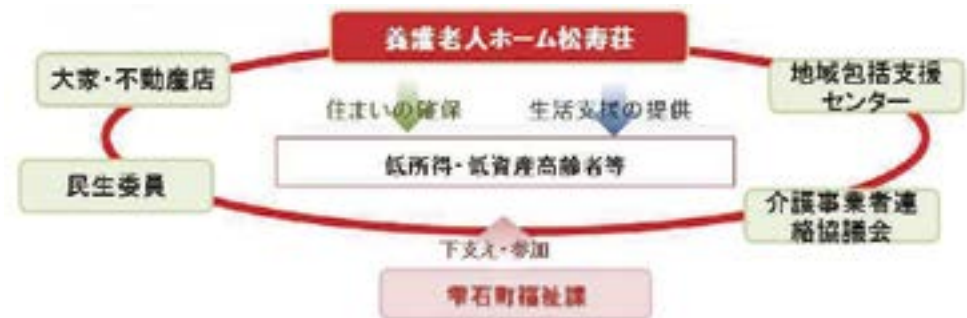 養護老人ホーム松寿荘
大家・不動産店
地域包括支援
センター
住まいの確保
生活支援の提供
低所得・低資産高齢者等
民生委員
介護事業者連
絡協議会
下支え・参加
雫石町福祉課